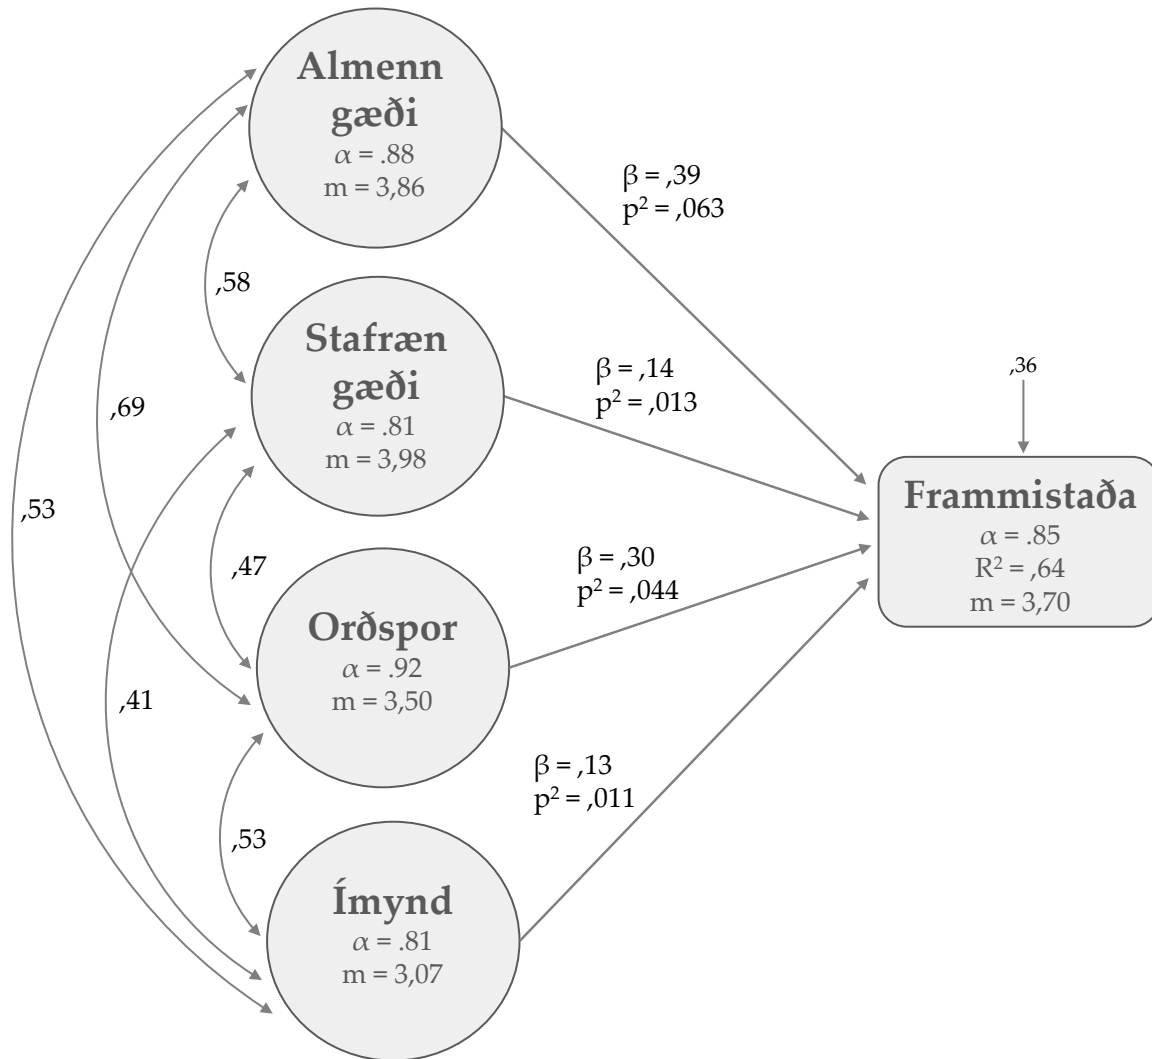 Almenn
gæði
α = .88
m = 3,86
β = ,39
p² = ,063
,58
Stafræn
gæði
α = .81
m = 3,98
β = ,14
p² = ,013
,36
,69
,53
Frammistaða
α = .85
R² = ,64
m = 3,70
,47
β = ,30
p² = ,044
Orðspor
α = .92
m = 3,50
,41
β = ,13
p² = ,011
,53
Ímynd
α = .81
m = 3,07